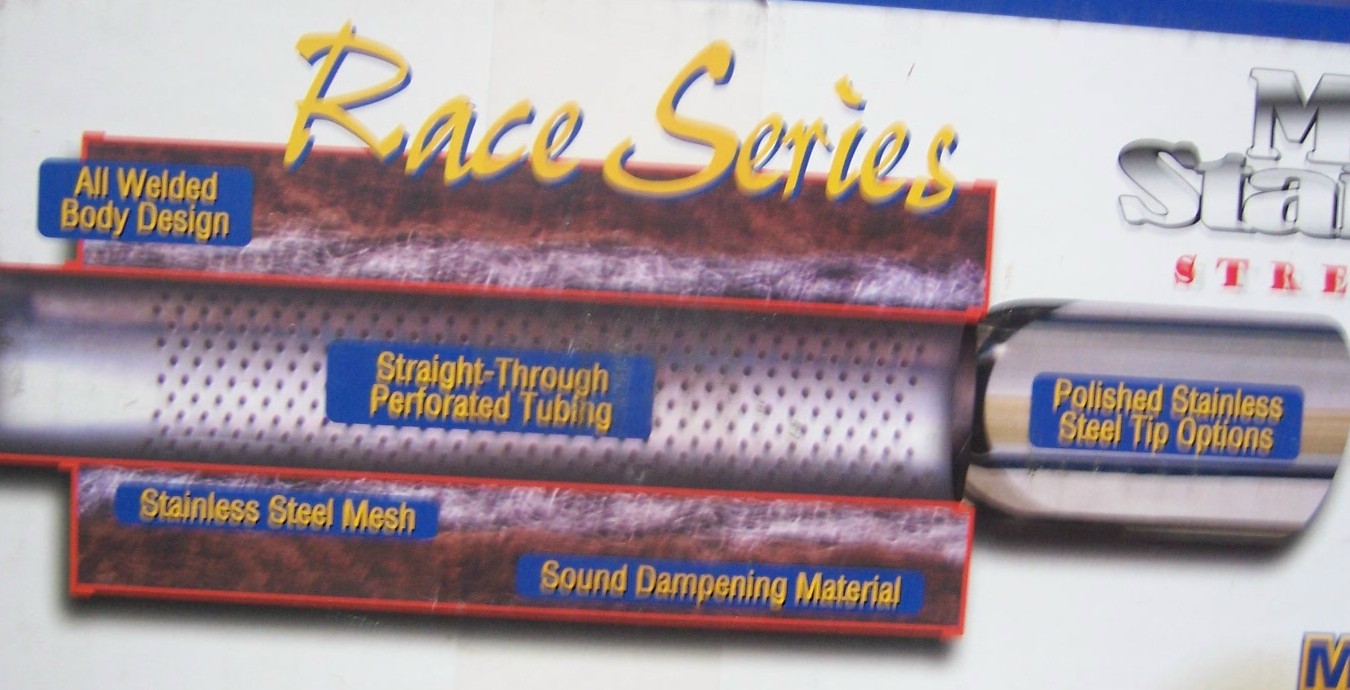 Race Series
All Welded
Body Design
Straight-Through
Perforated Tubing
Polished Stainless
Steel Tip Options
Stainless Steel Mesh
Sound Dampening Material